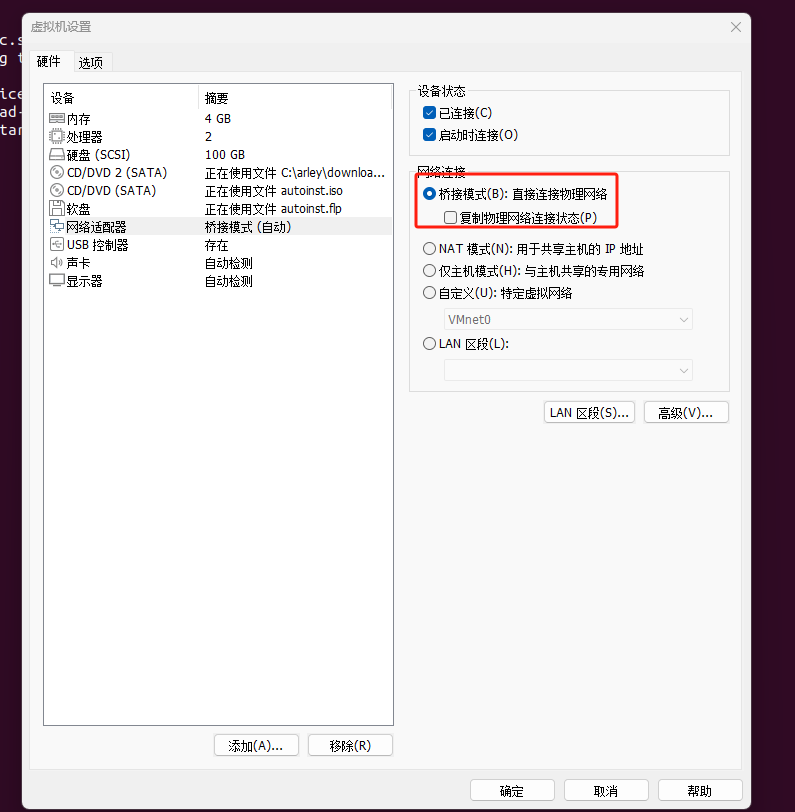 虚拟机设置
硬件 选项
设备 摘要
内存 4 GB
处理器 2
硬盘 (SCSI) 100 GB
CD/DVD 2 (SATA) 正在使用文件 C:\arley\downloa...
CD/DVD (SATA) 正在使用文件 autoinst.iso
软盘 正在使用文件 autoinst.flp
网络适配器 桥接模式 (自动)
USB 控制器 存在
声卡 自动检测
显示器 自动检测
添加(A)... 移除(R)
设备状态
已连接(C)
启动时连接(O)
网络连接
桥接模式(B): 直接连接物理网络
复制物理网络连接状态(P)
NAT 模式(N): 用于共享主机的 IP 地址
仅主机模式(H): 与主机共享的专用网络
自定义(U): 特定虚拟网络
VMnet0
LAN 区段(L):
LAN 区段(S)... 高级(V)...
确定 取消 帮助
c.s
g t
ice
ad-
tar